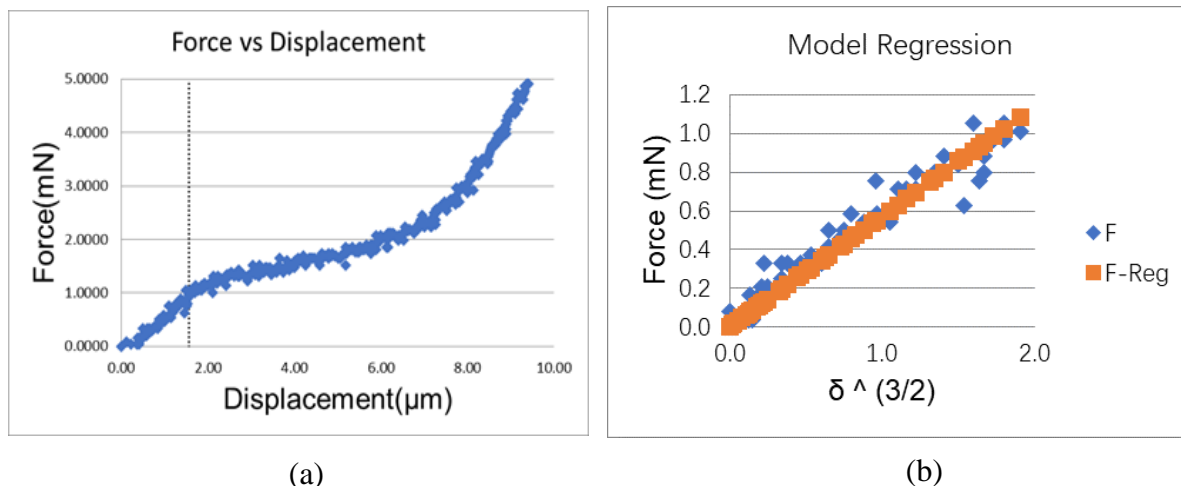 Force vs Displacement
Force(mN)
5.0000
4.0000
3.0000
2.0000
1.0000
0.0000
0.00 2.00 4.00 6.00 8.00 10.00
Displacement(μm)
(a)
Model Regression
Force (mN)
1.2
1.0
0.8
0.6
0.4
0.2
0.0
0.0 1.0 2.0
δ ^ (3/2)
F
F-Reg
(b)